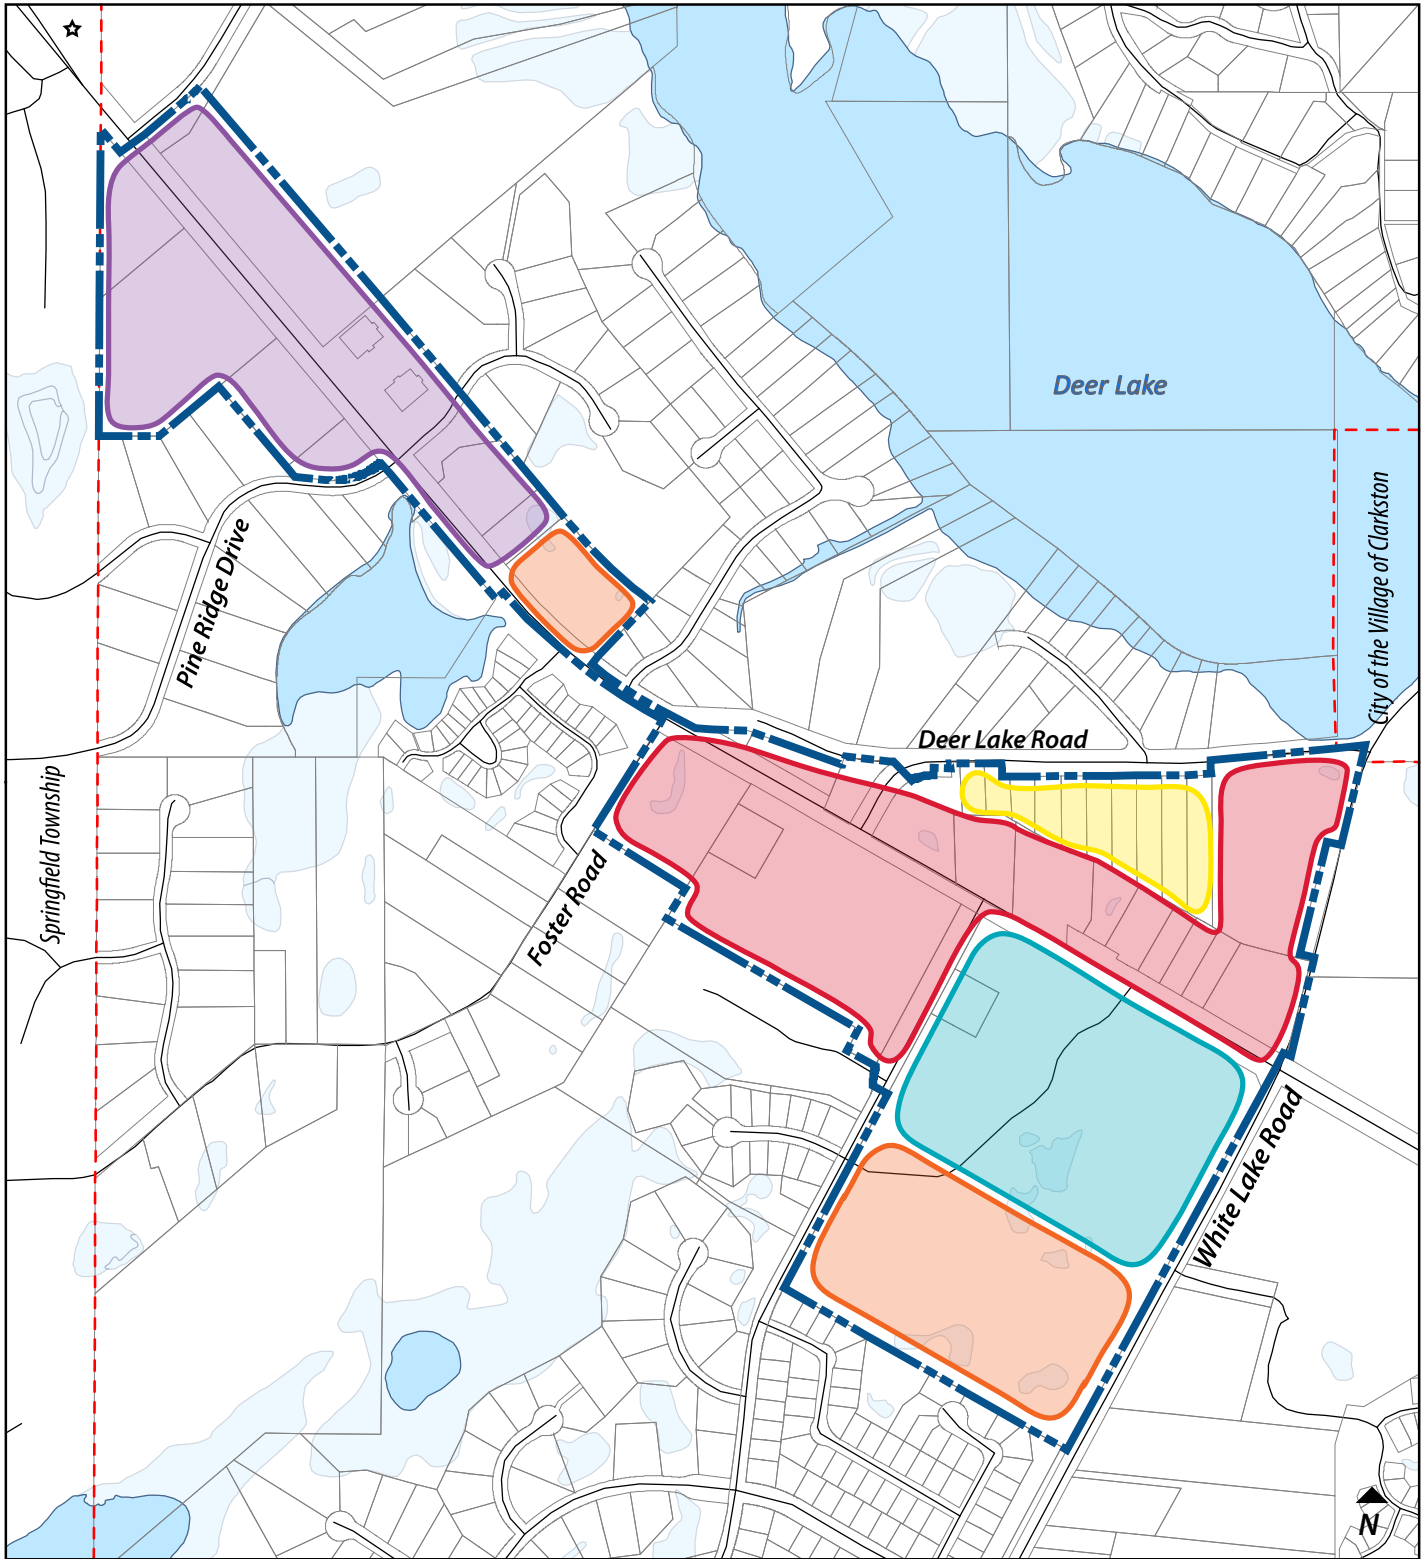 Deer Lake
City of the Village of Clarkston
Pine Ridge Drive
Deer Lake Road
Springfield Township
Foster Road
White Lake Road
N